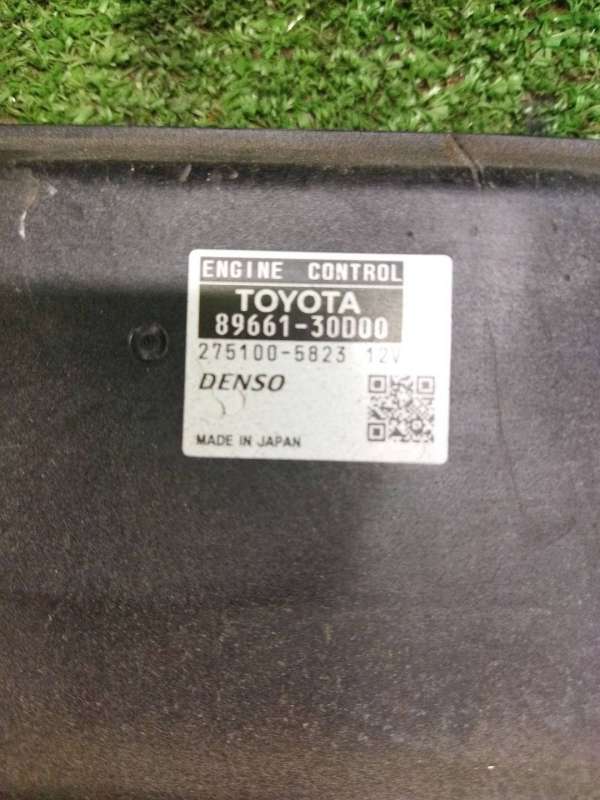 ENGINE CONTROL
TOYOTA
89661-30D00
275100-5823 12V
DENSO
MADE IN JAPAN